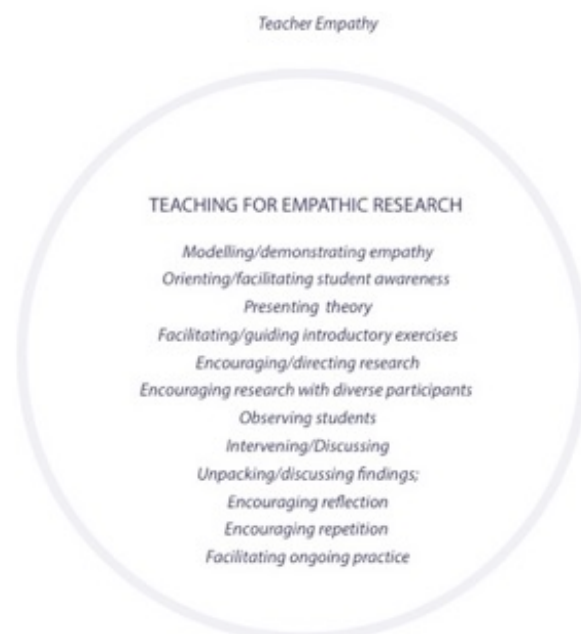 Teacher Empathy
TEACHING FOR EMPATHIC RESEARCH
Modelling/demonstrating empathy
Orienting/facilitating student awareness
Presenting theory
Facilitating/guiding introductory exercises
Encouraging/directing research
Encouraging research with diverse participants
Observing students
Intervening/Discussing
Unpacking/discussing findings;
Encouraging reflection
Encouraging repetition
Facilitating ongoing practice